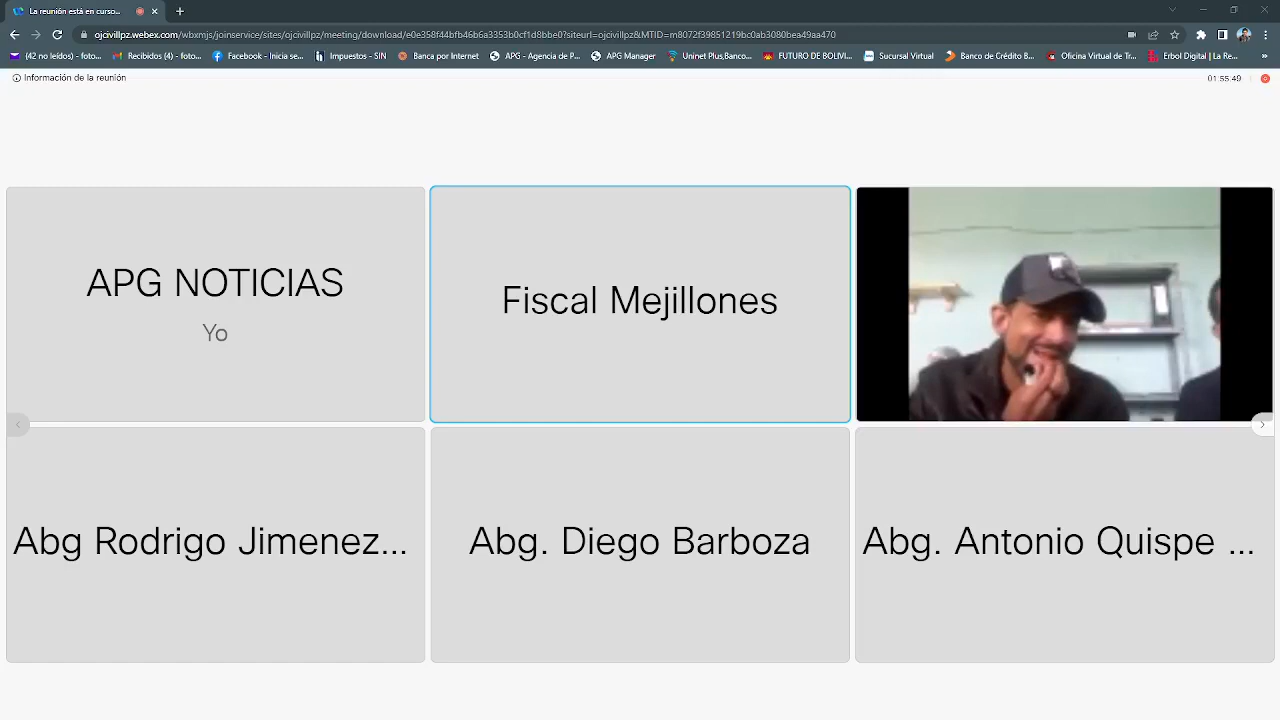 La reunión está en curso...
ojcivillpz.webex.com/wbxmjs/joinservice/sites/ojcivillpz/meeting/download/e0e358f44bfb46b6a3353b0cf1d9bbe0?siteurl=ojcivillpz&MTID=m8072f39851219bc0ab3080bea49aa470
(42 no leído) - foto...
Recibidos (4) - foto...
Facebook - Inicia se...
Impuestos - SIN
Banca por Internet
APG - Agencia de P...
APG Manager
Uninet Plus,Banco...
FUTURO DE BOLIVI...
Sucursal Virtual
Banco de Crédito B...
Oficina Virtual de Tr...
Erbol Digital | La Re...
»
Información de la reunión
01:55:49
APG NOTICIAS
Yo
Fiscal Mejillones
Abg Rodrigo Jimenez...
Abg. Diego Barboza
Abg. Antonio Quispe ...